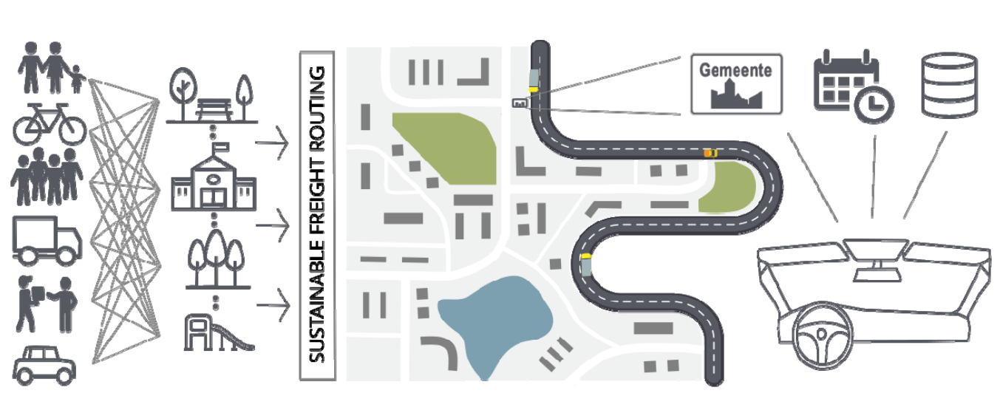 SUSTAINABLE FREIGHT ROUTING
Gemeente